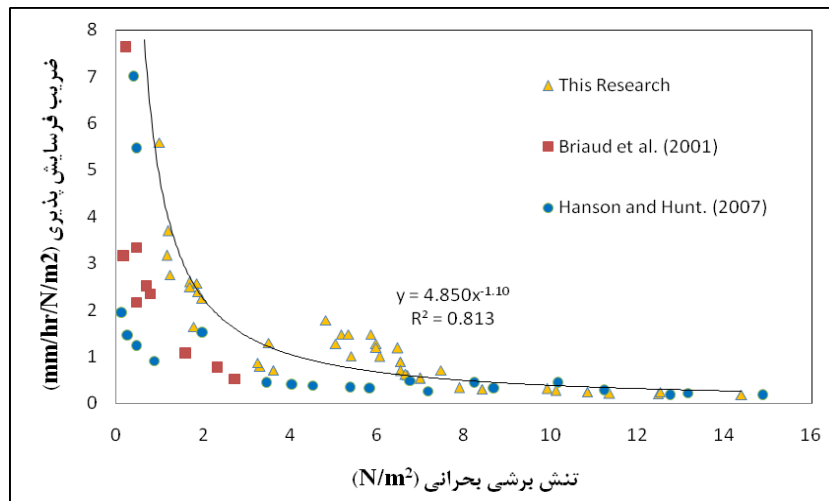 8
7
6
5
4
3
2
1
0
ضریب فرسایش پذیری (mm/hr/N/m2)
This Research
Briaud et al. (2001)
Hanson and Hunt. (2007)
y = 4.850x^-1.10
R² = 0.813
0 2 4 6 8 10 12 14 16
تنش برشی بحرانی (N/m²)